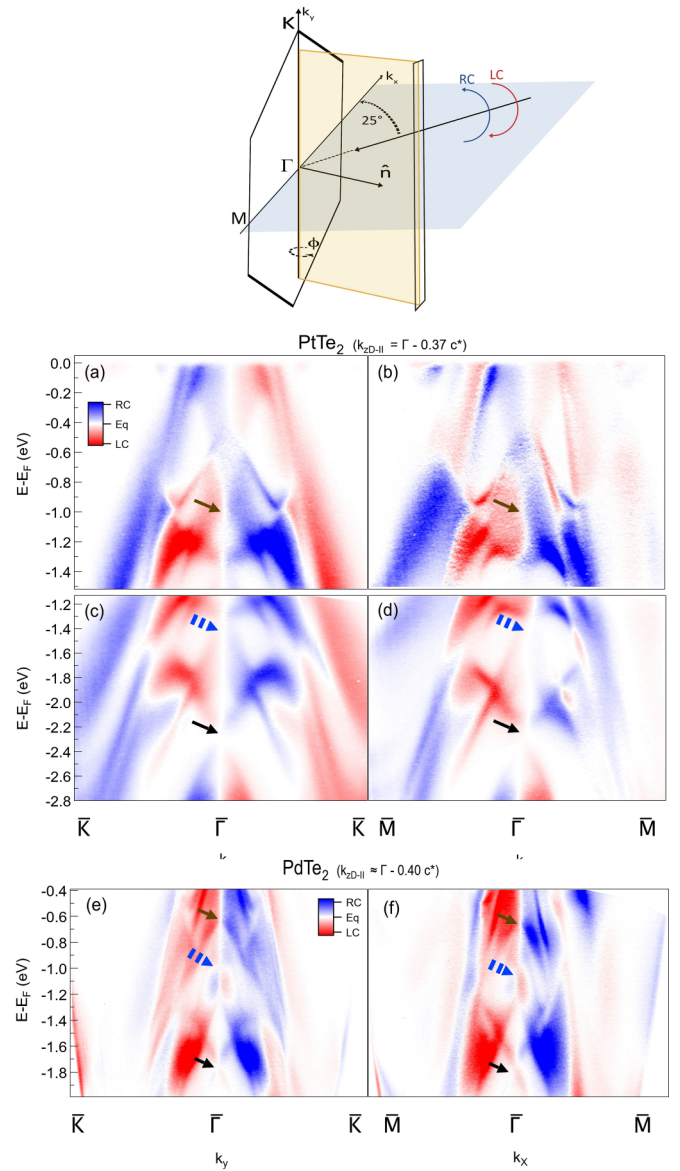 K
k_y
k_x
RC
LC
25°
Γ
n̂
M
ϕ
PtTe2 (k_zD-II = Γ - 0.37 c*)
(a)
(b)
RC
Eq
LC
0.0
-0.2
-0.4
-0.6
-0.8
-1.0
-1.2
-1.4
E-E_F (eV)
(c)
(d)
-1.2
-1.4
-1.6
-1.8
-2.0
-2.2
-2.4
-2.6
-2.8
E-E_F (eV)
K̅ Γ̅ K̅ M̅ Γ̅ M̅
PdTe2 (k_zD-II ≈ Γ - 0.40 c*)
(e)
(f)
RC
Eq
LC
-0.4
-0.6
-0.8
-1.0
-1.2
-1.4
-1.6
-1.8
E-E_F (eV)
K̅ Γ̅ K̅ M̅ Γ̅ M̅
k_y k_X